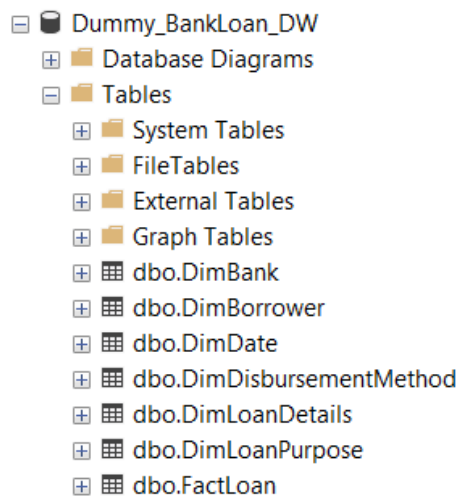 Dummy_BankLoan_DW
Database Diagrams
Tables
System Tables
FileTables
External Tables
Graph Tables
dbo.DimBank
dbo.DimBorrower
dbo.DimDate
dbo.DimDisbursementMethod
dbo.DimLoanDetails
dbo.DimLoanPurpose
dbo.FactLoan